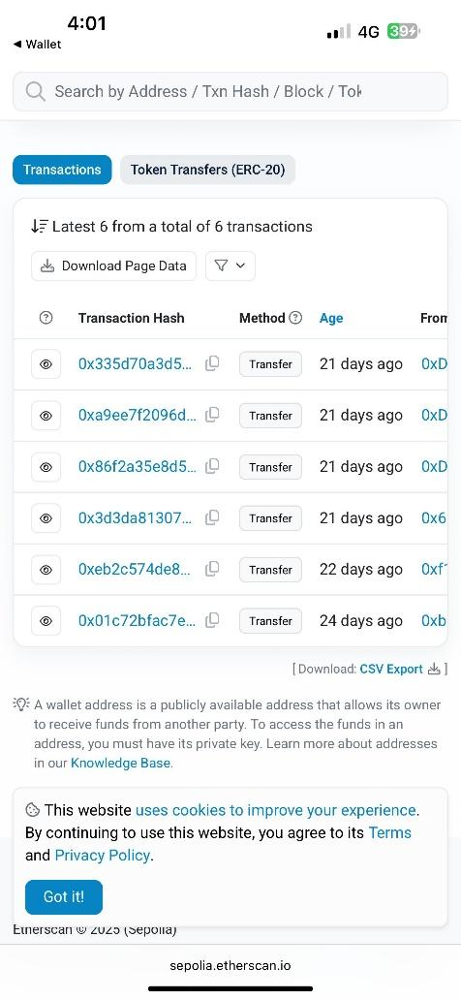 4:01
4G 39
◀ Wallet
Search by Address / Txn Hash / Block / Tok
Transactions Token Transfers (ERC-20)
Latest 6 from a total of 6 transactions
Download Page Data
Transaction Hash Method Age From
0x335d70a3d5... Transfer 21 days ago 0xD
0xa9ee7f2096d... Transfer 21 days ago 0xD
0x86f2a35e8d5... Transfer 21 days ago 0xD
0x3d3da81307... Transfer 21 days ago 0x6
0xeb2c574de8... Transfer 22 days ago 0xf
0x01c72bfac7e... Transfer 24 days ago 0xb
[ Download: CSV Export ]
A wallet address is a publicly available address that allows its owner
to receive funds from another party. To access the funds in an
address, you must have its private key. Learn more about addresses
in our Knowledge Base.
This website uses cookies to improve your experience.
By continuing to use this website, you agree to its Terms
and Privacy Policy.
Got it!
Etherscan © 2025 (Sepolia)
sepolia.etherscan.io